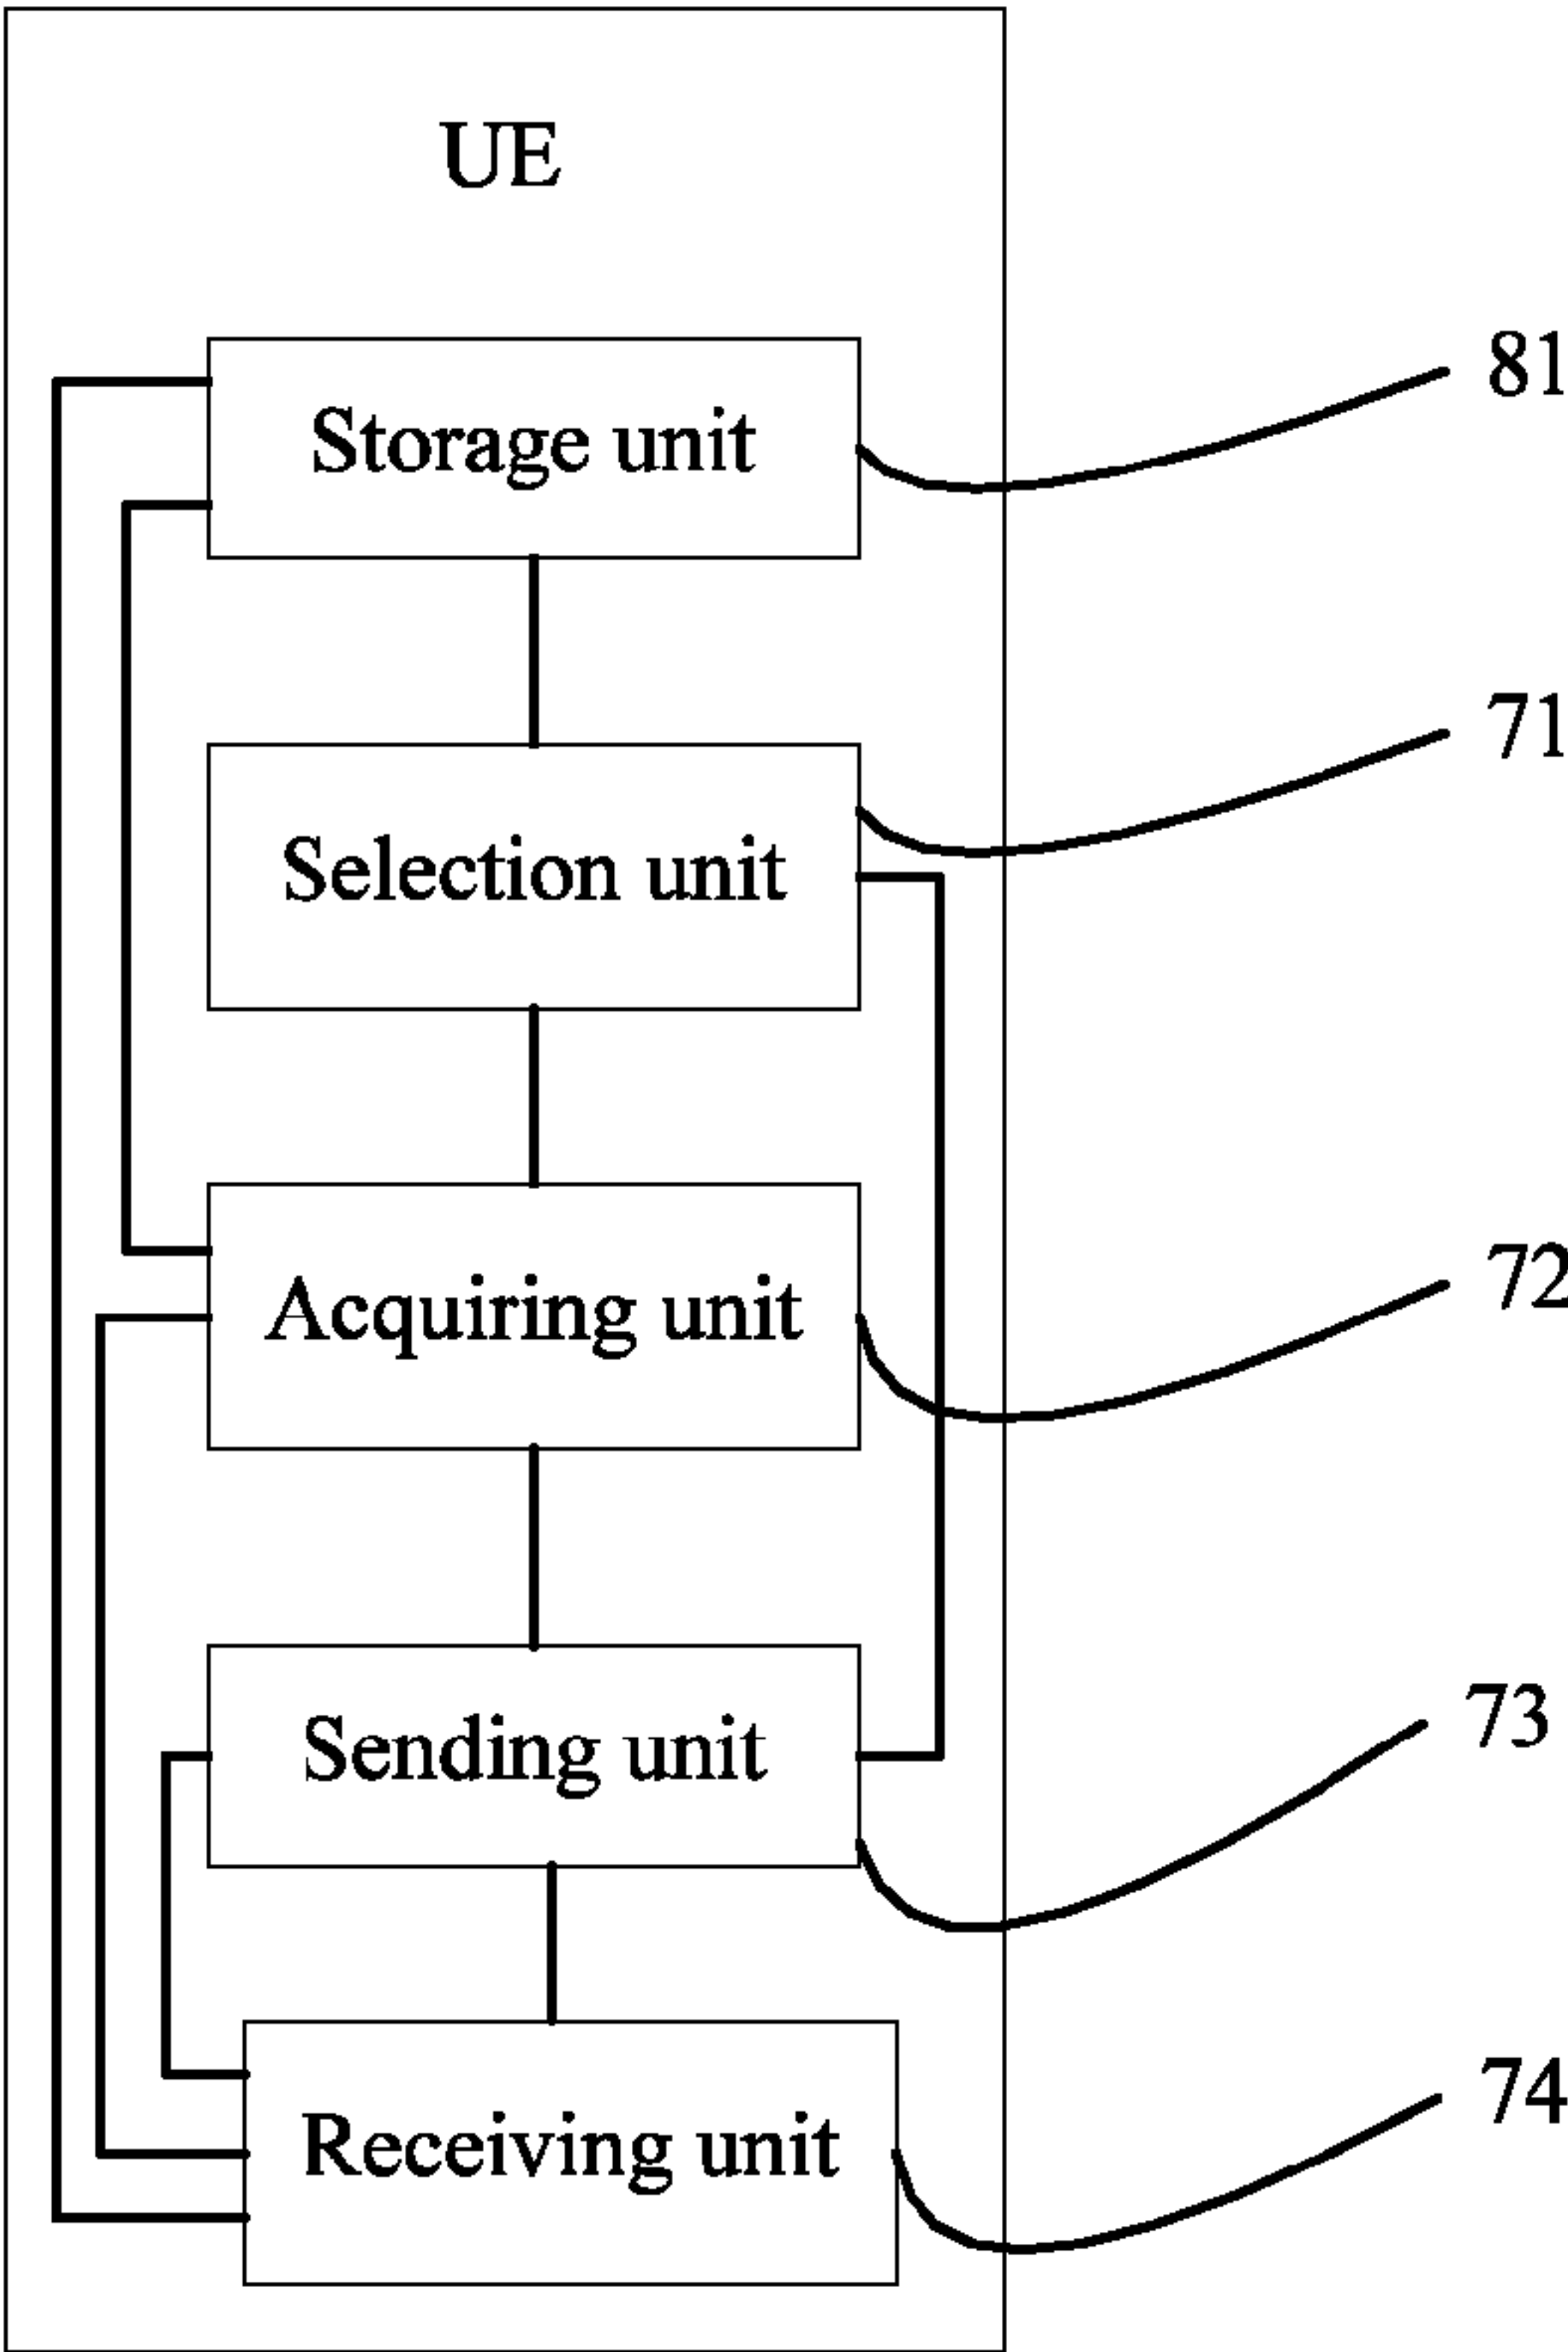 UE
Storage unit
81
Selection unit
71
Acquiring unit
72
Sending unit
73
Receiving unit
74